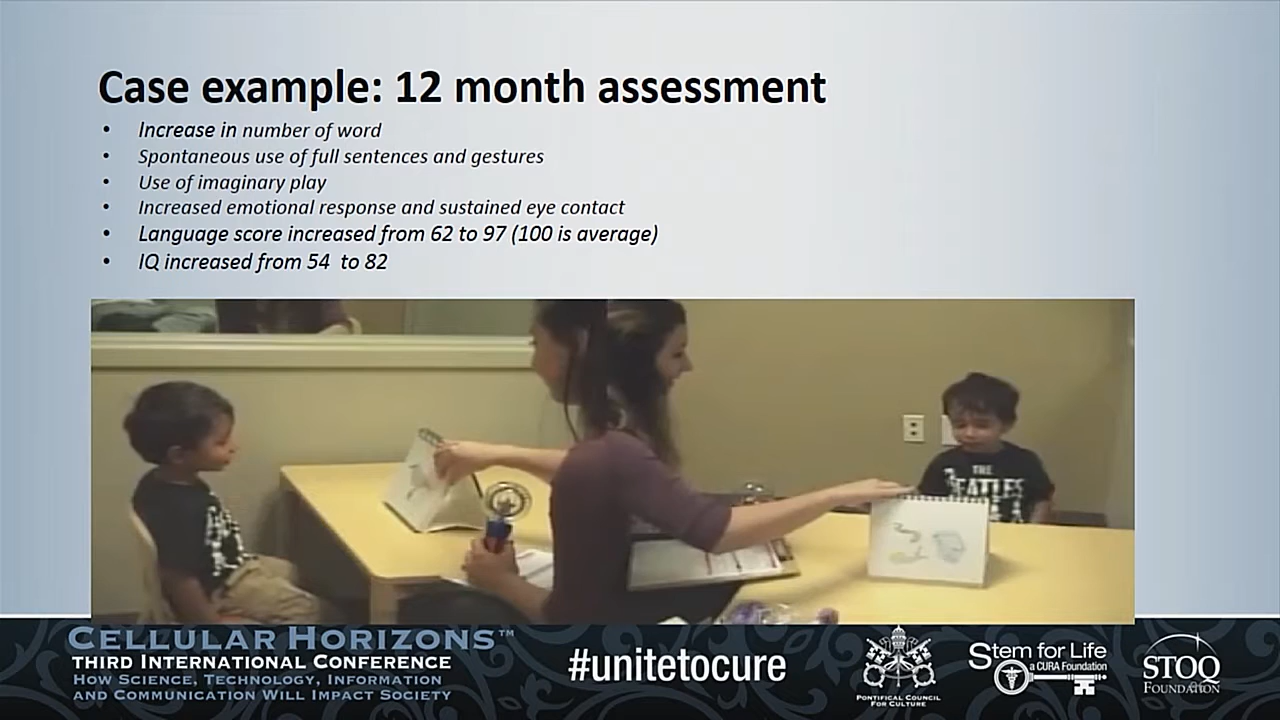 Case example: 12 month assessment
• Increase in number of word
• Spontaneous use of full sentences and gestures
• Use of imaginary play
• Increased emotional response and sustained eye contact
• Language score increased from 62 to 97 (100 is average)
• IQ increased from 54 to 82
THE
BEATLES
CELLULAR HORIZONS™
THIRD INTERNATIONAL CONFERENCE
HOW SCIENCE, TECHNOLOGY, INFORMATION
AND COMMUNICATION WILL IMPACT SOCIETY
#unitetocure
PONTIFICAL COUNCIL
FOR CULTURE
Stem for Life
a CURA Foundation
STOQ
FOUNDATION